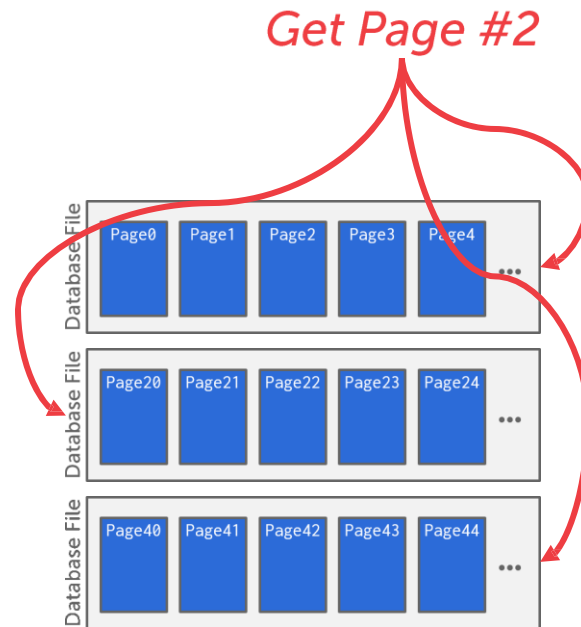 Get Page #2
Database File
Page0 Page1 Page2 Page3 Page4 ...
Database File
Page20 Page21 Page22 Page23 Page24 ...
Database File
Page40 Page41 Page42 Page43 Page44 ...